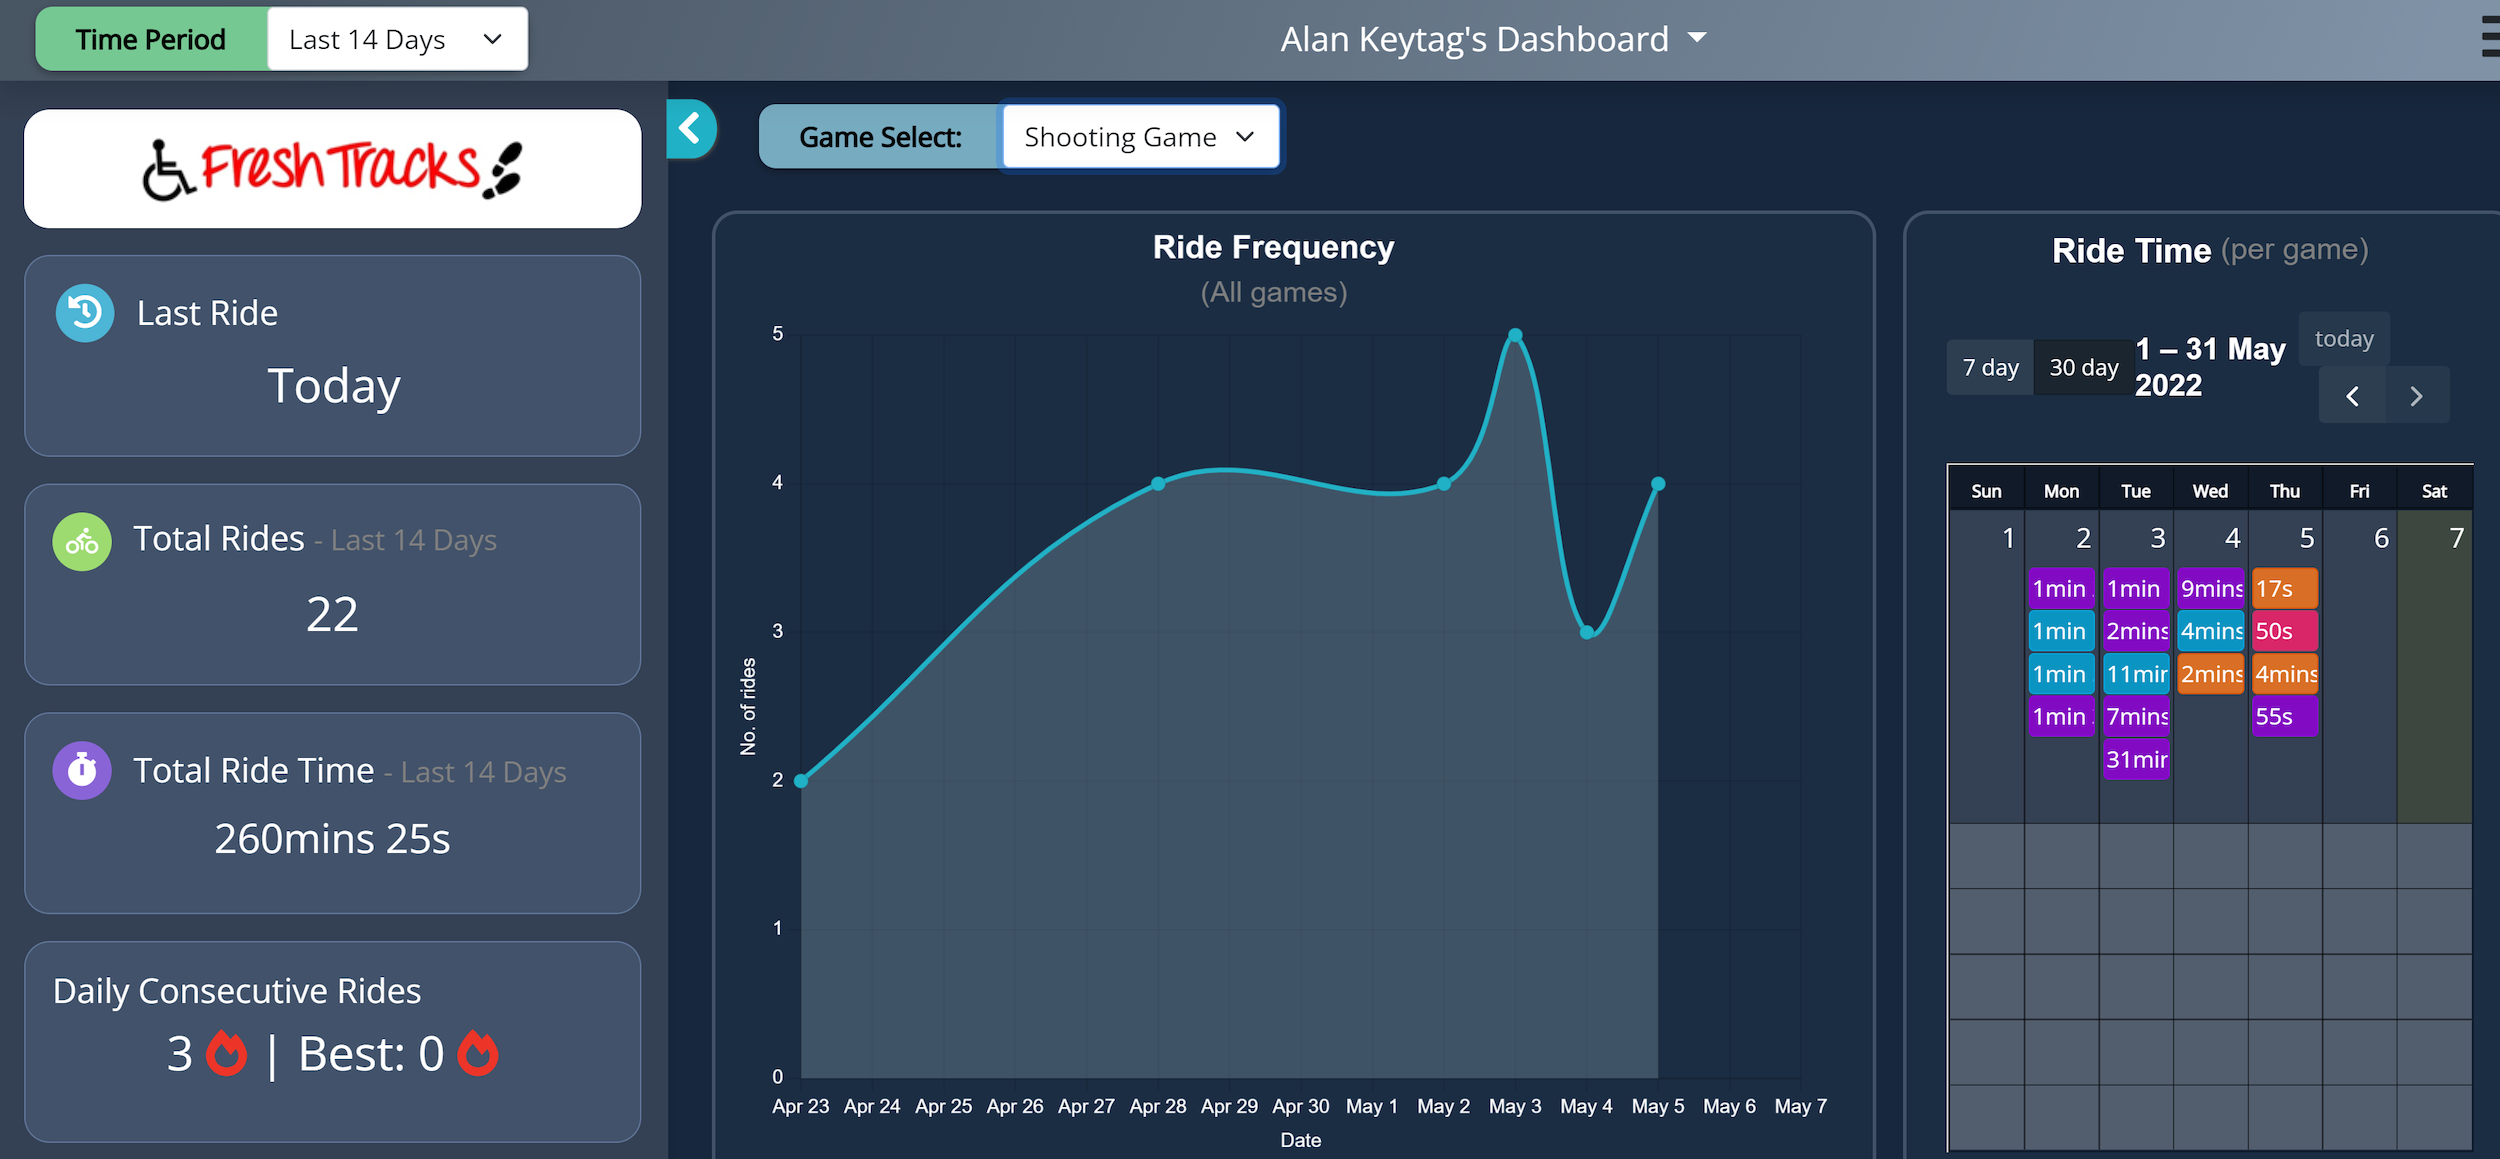 Time Period
Last 14 Days
Alan Keytag's Dashboard
Fresh Tracks
Last Ride
Today
Total Rides - Last 14 Days
22
Total Ride Time - Last 14 Days
260mins 25s
Daily Consecutive Rides
3 | Best: 0
Game Select:
Shooting Game
Ride Frequency
(All games)
5
4
3
2
1
0
No. of rides
Apr 23 Apr 24 Apr 25 Apr 26 Apr 27 Apr 28 Apr 29 Apr 30 May 1 May 2 May 3 May 4 May 5 May 6 May 7
Date
Ride Time (per game)
7 day 30 day
1 – 31 May
2022
today
Sun Mon Tue Wed Thu Fri Sat
1 2 3 4 5 6 7
1min 1min 9mins 17s
1min 2mins 4mins 50s
1min 11mir 2mins 4mins
1min 7mins 55s
31mir